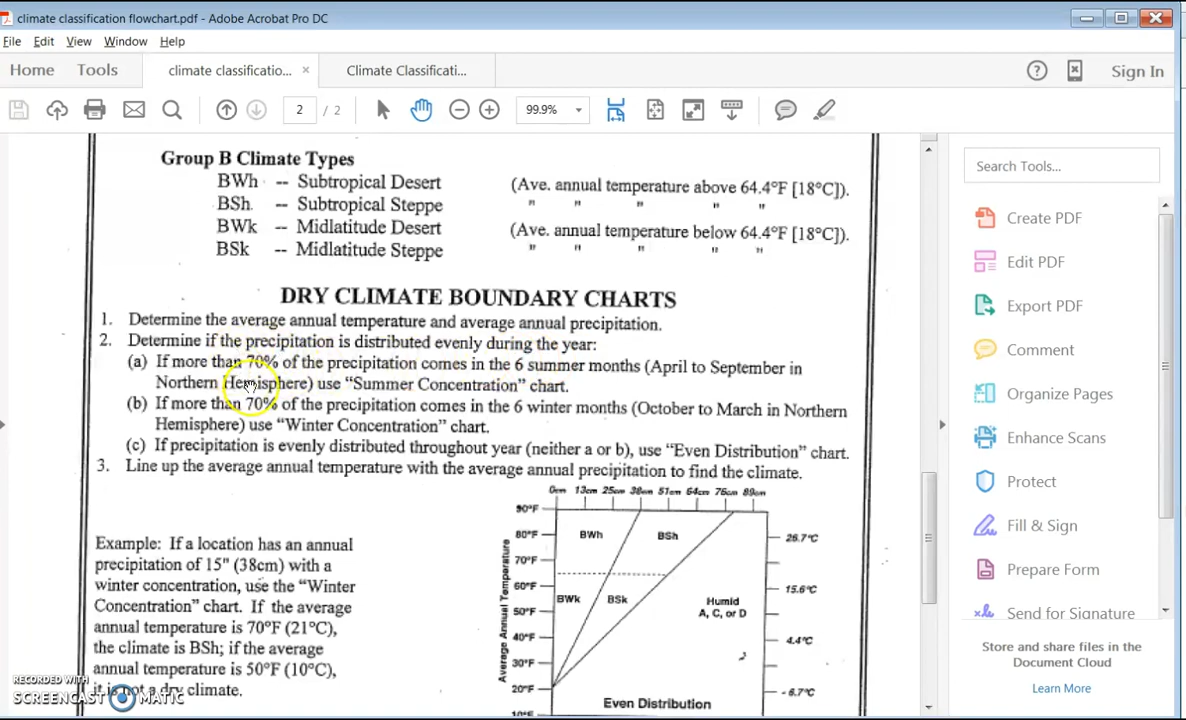 climate classification flowchart.pdf - Adobe Acrobat Pro DC
File Edit View Window Help
Home Tools climate classificatio... × Climate Classificati... Sign In
2 / 2 99.9%
Group B Climate Types
BWh -- Subtropical Desert (Ave. annual temperature above 64.4°F [18°C]).
BSh -- Subtropical Steppe " " " " "
BWk -- Midlatitude Desert (Ave. annual temperature below 64.4°F [18°C]).
BSk -- Midlatitude Steppe " " " " "
DRY CLIMATE BOUNDARY CHARTS
1. Determine the average annual temperature and average annual precipitation.
2. Determine if the precipitation is distributed evenly during the year:
(a) If more than 70% of the precipitation comes in the 6 summer months (April to September in
Northern Hemisphere) use “Summer Concentration” chart.
(b) If more than 70% of the precipitation comes in the 6 winter months (October to March in Northern
Hemisphere) use “Winter Concentration” chart.
(c) If precipitation is evenly distributed throughout year (neither a or b), use “Even Distribution” chart.
3. Line up the average annual temperature with the average annual precipitation to find the climate.
Example: If a location has an annual
precipitation of 15" (38cm) with a
winter concentration, use the “Winter
Concentration” chart. If the average
annual temperature is 70°F (21°C),
the climate is BSh; if the average
annual temperature is 50°F (10°C),
it is not a dry climate.
0cm 13cm 25cm 38cm 51cm 64cm 76cm 89cm
90°F
80°F BWh BSh 26.7°C
70°F
60°F 15.6°C
BWk BSk Humid
50°F A, C, or D
40°F 4.4°C
30°F
20°F -6.7°C
10°F
Average Annual Temperature
Even Distribution
Search Tools...
Create PDF
Edit PDF
Export PDF
Comment
Organize Pages
Enhance Scans
Protect
Fill & Sign
Prepare Form
Send for Signature
Store and share files in the
Document Cloud
Learn More
RECORDED WITH
SCREENCAST MATIC